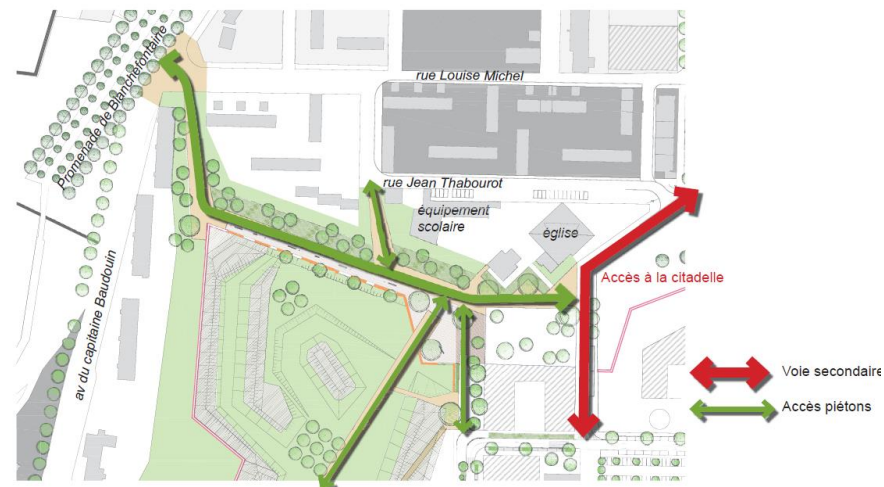 rue Louise Michel
Promenade de Blanchefontaine
rue Jean Thabourot
équipement
scolaire
église
Accès à la citadelle
av du capitaine Baudouin
Voie secondaire
Accès piétons